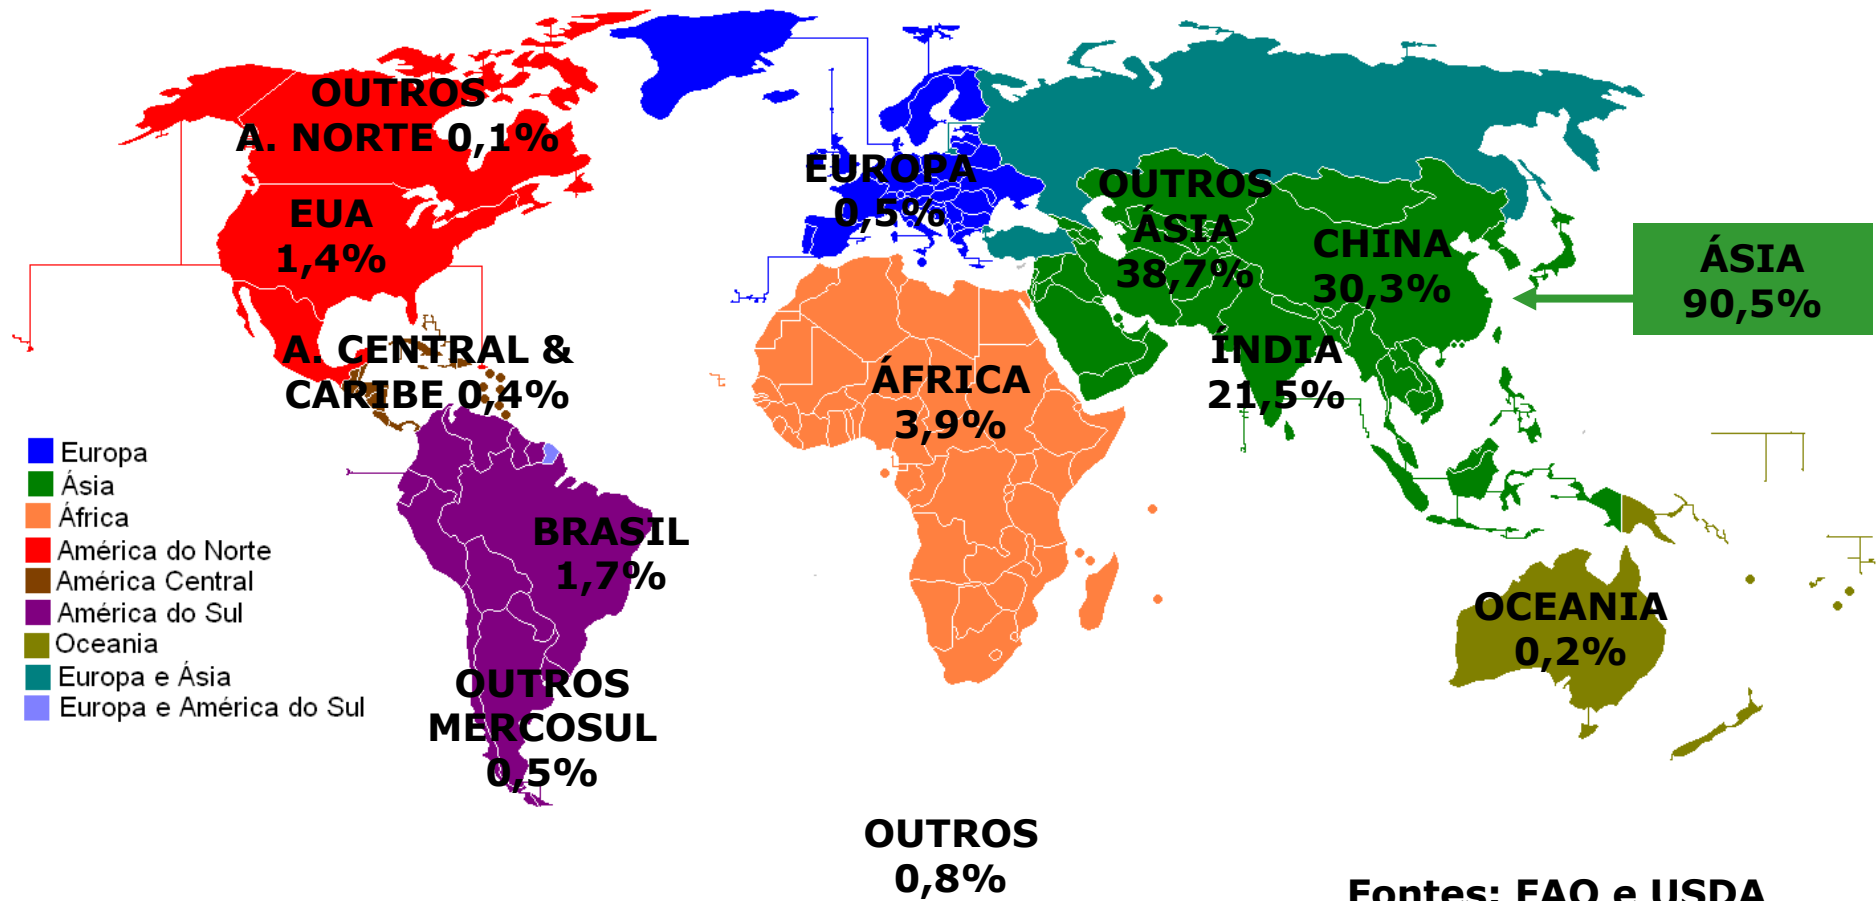 OUTROS
A. NORTE 0,1%
EUA
1,4%
A. CENTRAL &
CARIBE 0,4%
EUROPA
0,5%
OUTROS
ÁSIA
38,7%
CHINA
30,3%
ÁSIA
90,5%
ÍNDIA
21,5%
ÁFRICA
3,9%
BRASIL
1,7%
OUTROS
MERCOSUL
0,5%
OCEANIA
0,2%
Europa
Ásia
África
América do Norte
América Central
América do Sul
Oceania
Europa e Ásia
Europa e América do Sul
OUTROS
0,8%
Fontes: FAO e USDA